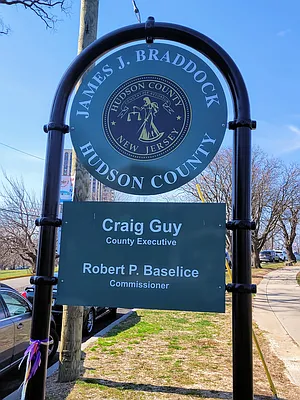 JAMES J. BRADDOCK
HUDSON COUNTY
NEW JERSEY
HUDSON COUNTY
Craig Guy
County Executive
Robert P. Baselice
Commissioner